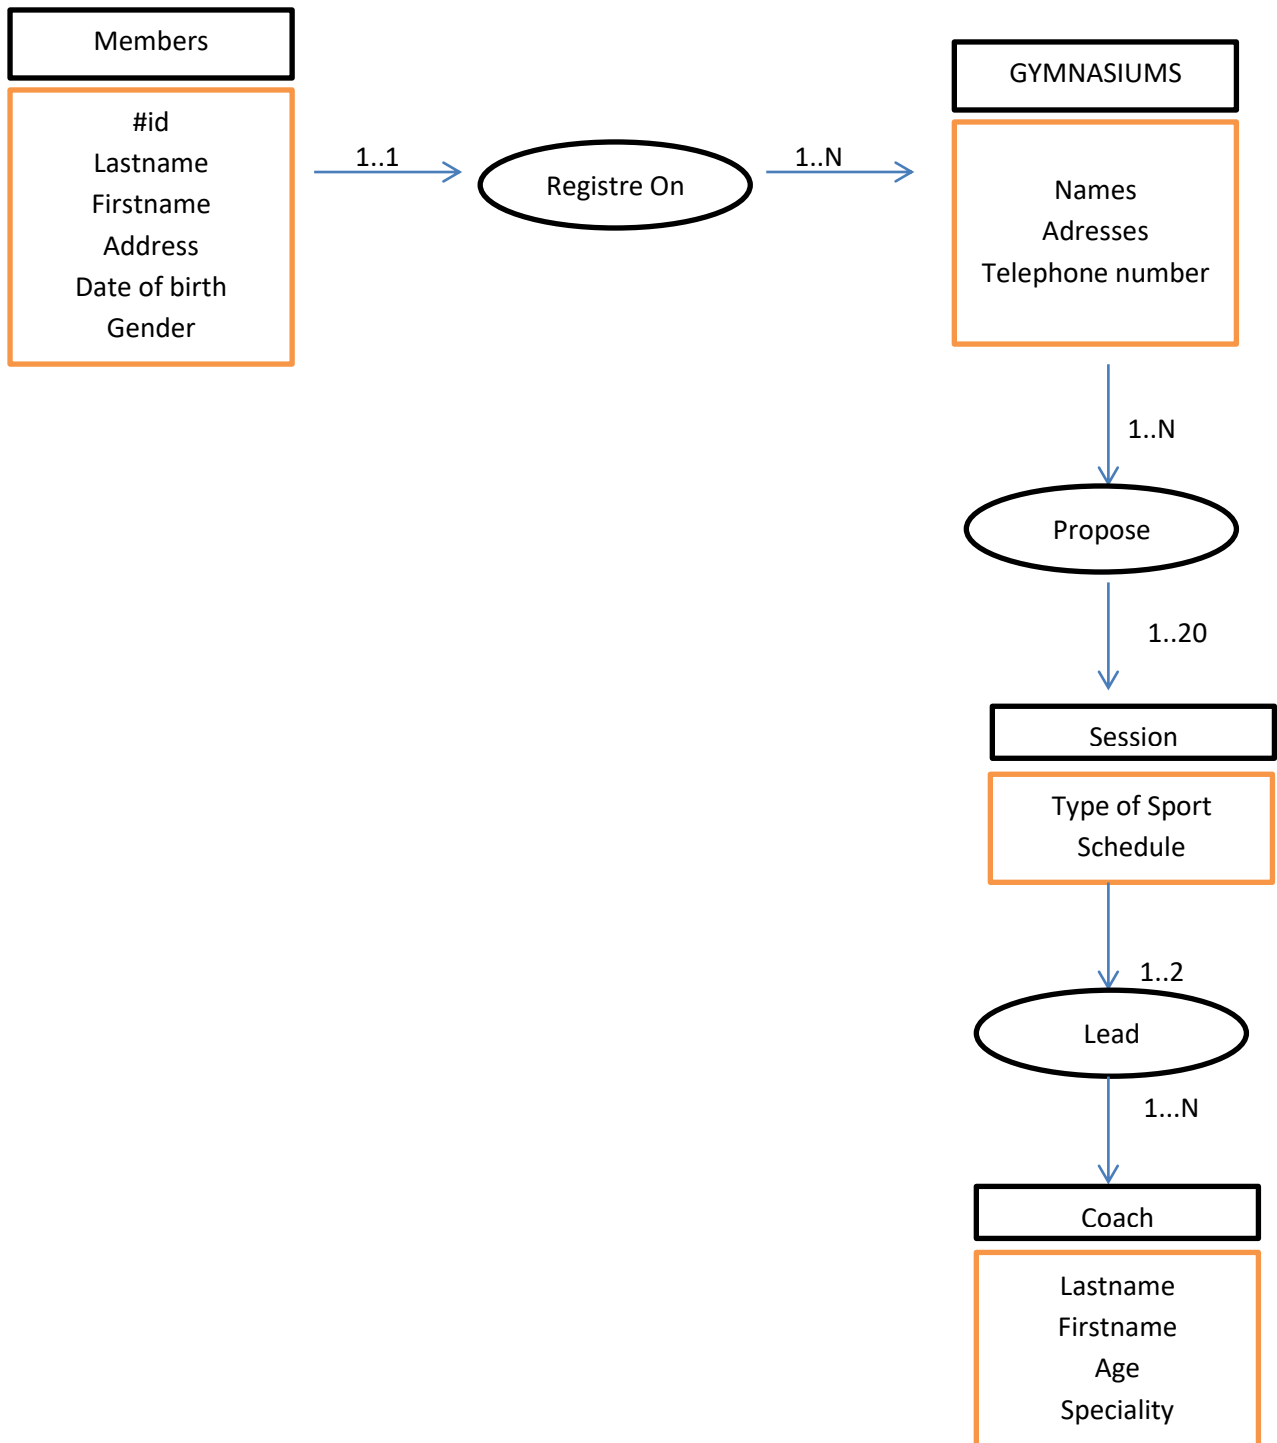 Members
#id
Lastname
Firstname
Address
Date of birth
Gender
1..1
Registre On
1..N
GYMNASIUMS
Names
Adresses
Telephone number
1..N
Propose
1..20
Session
Type of Sport
Schedule
1..2
Lead
1...N
Coach
Lastname
Firstname
Age
Speciality